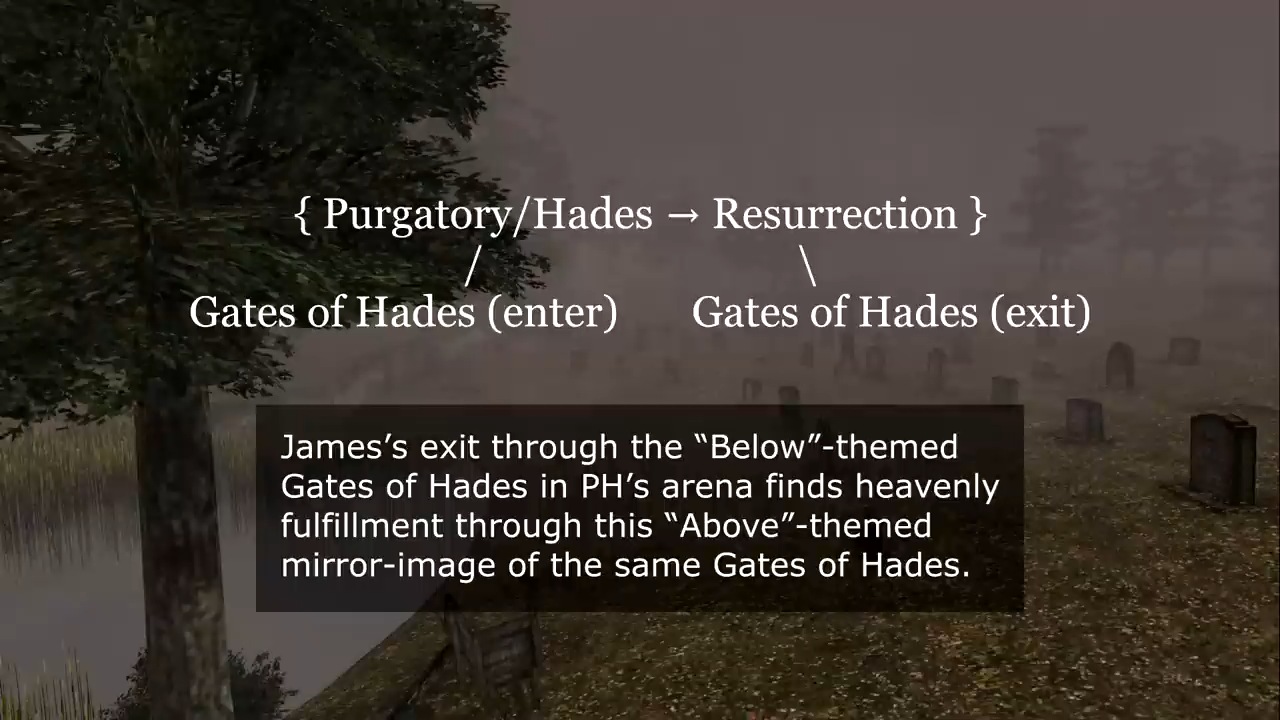 { Purgatory/Hades → Resurrection }
/ \
Gates of Hades (enter) Gates of Hades (exit)
James’s exit through the “Below”-themed
Gates of Hades in PH’s arena finds heavenly
fulfillment through this “Above”-themed
mirror-image of the same Gates of Hades.